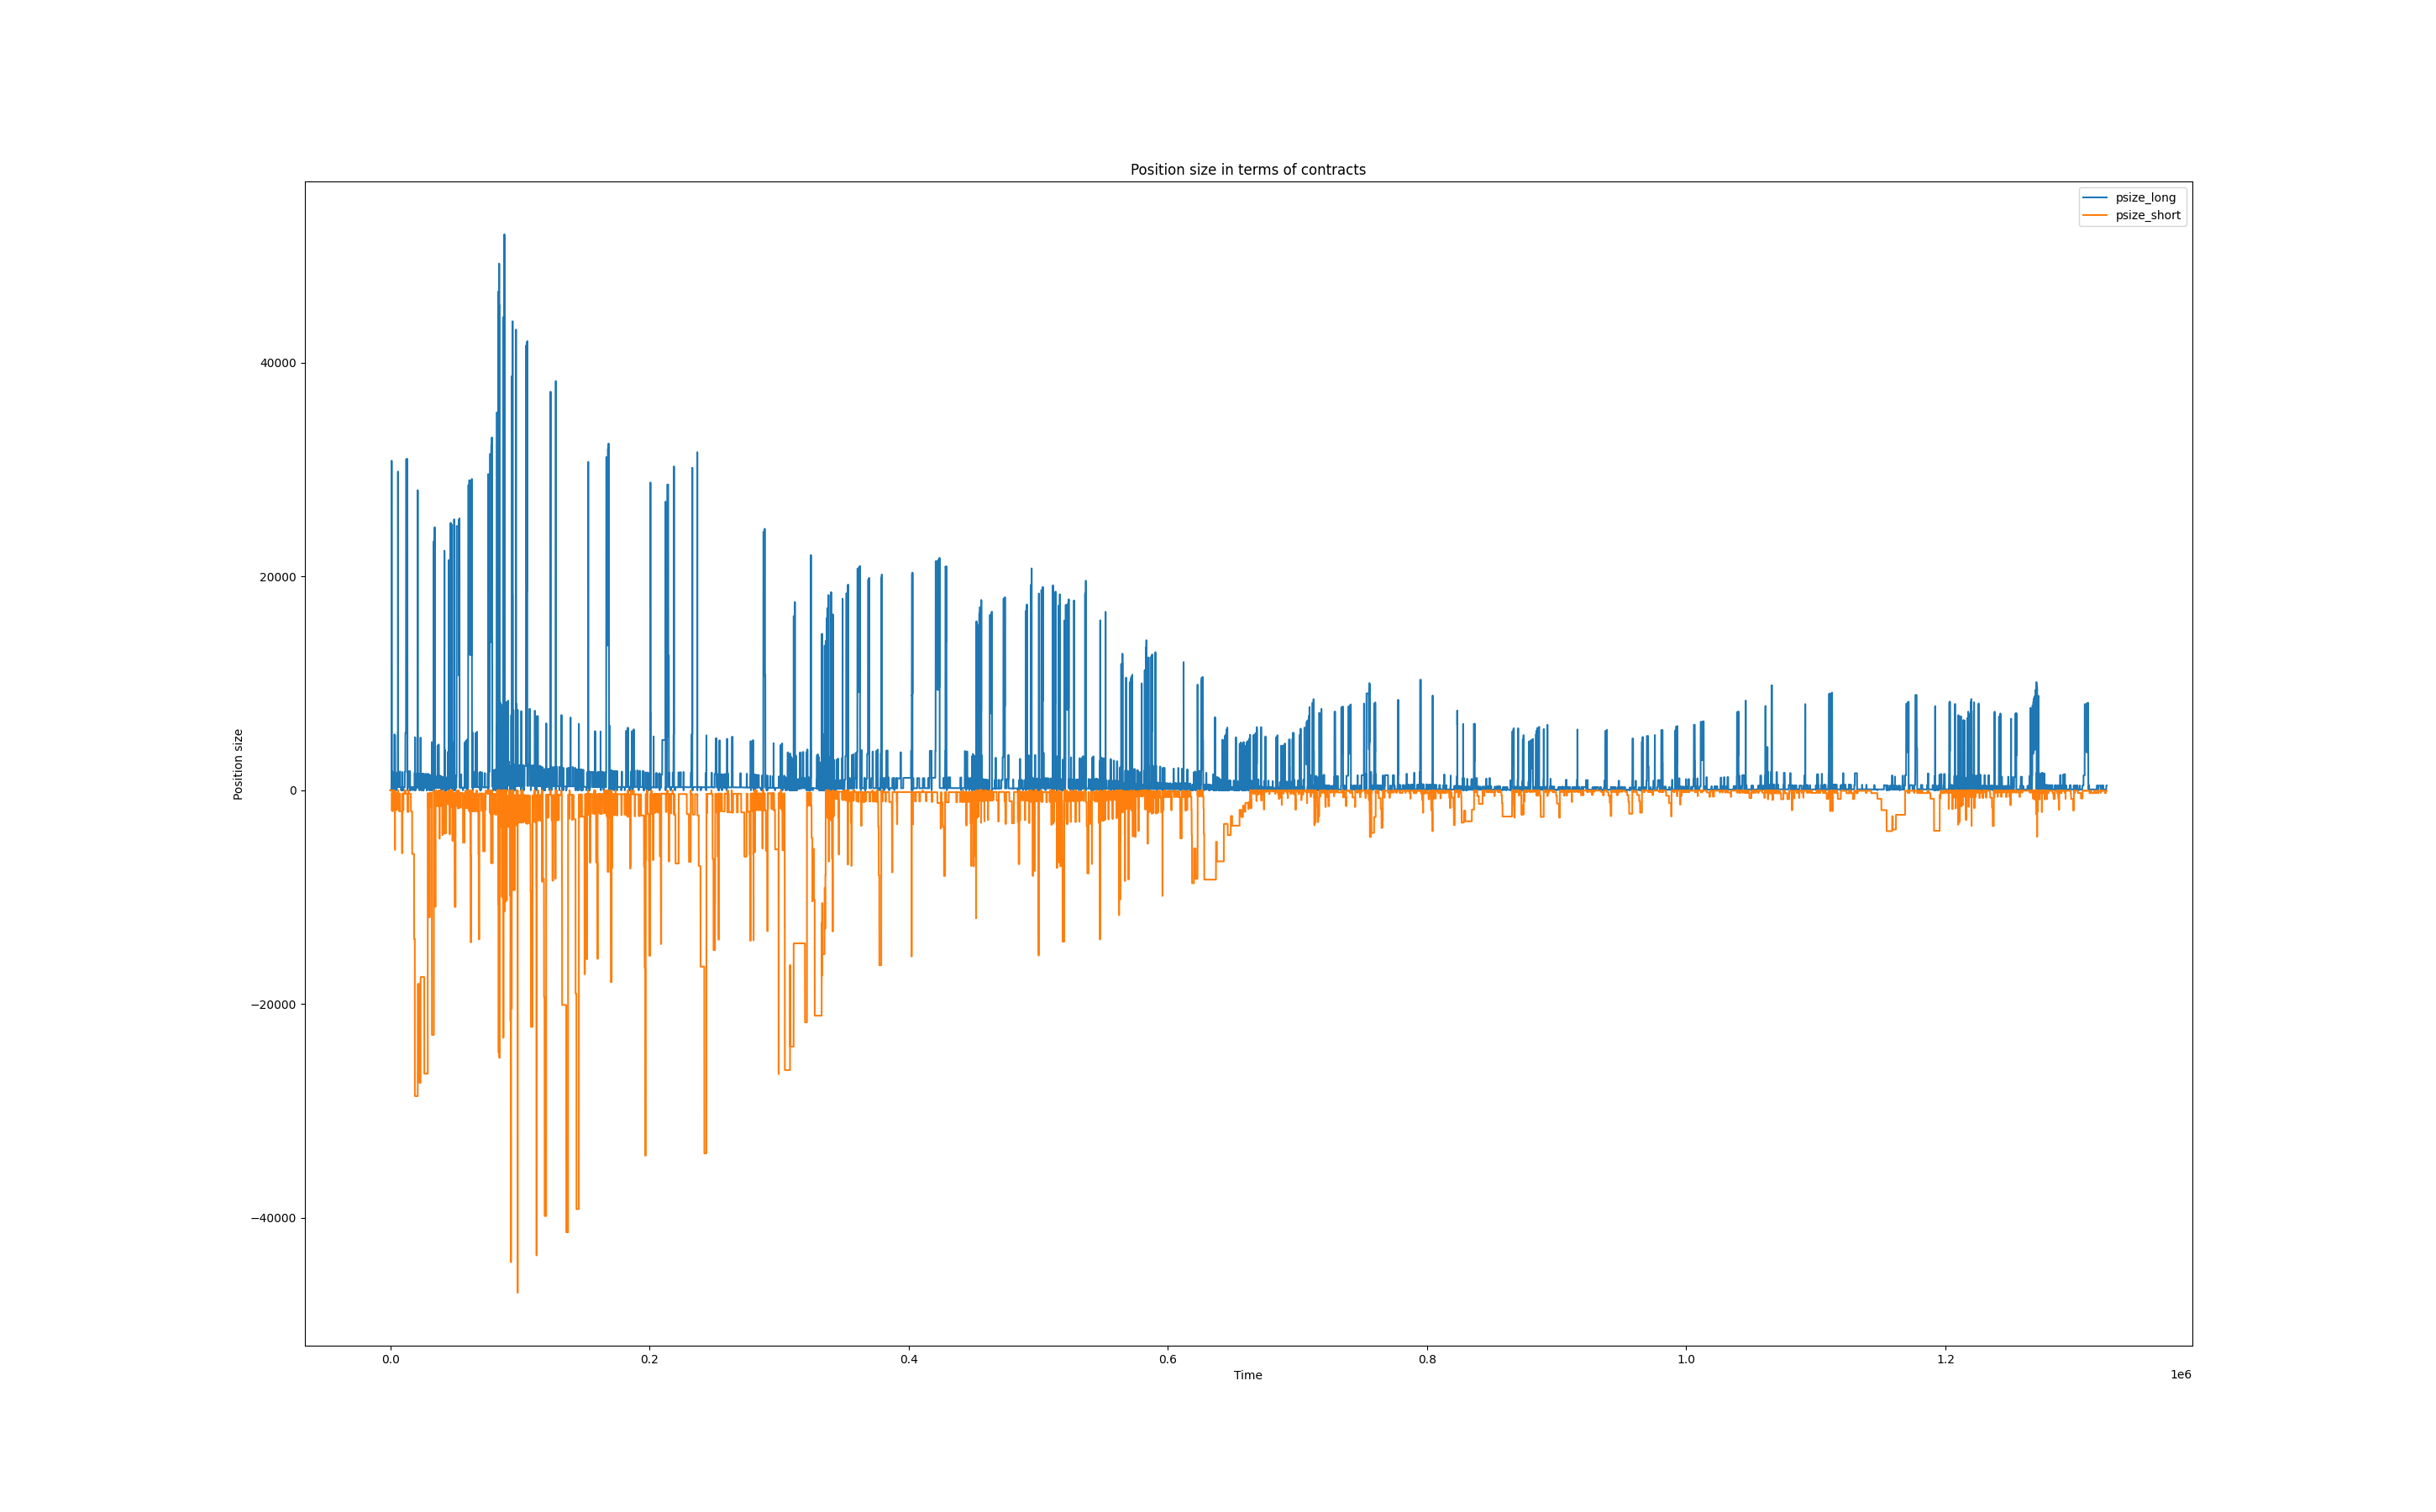 Position size in terms of contracts
psize_long
psize_short
40000
20000
0
−20000
−40000
Position size
0.0
0.2
0.4
0.6
0.8
1.0
1.2
1e6
Time